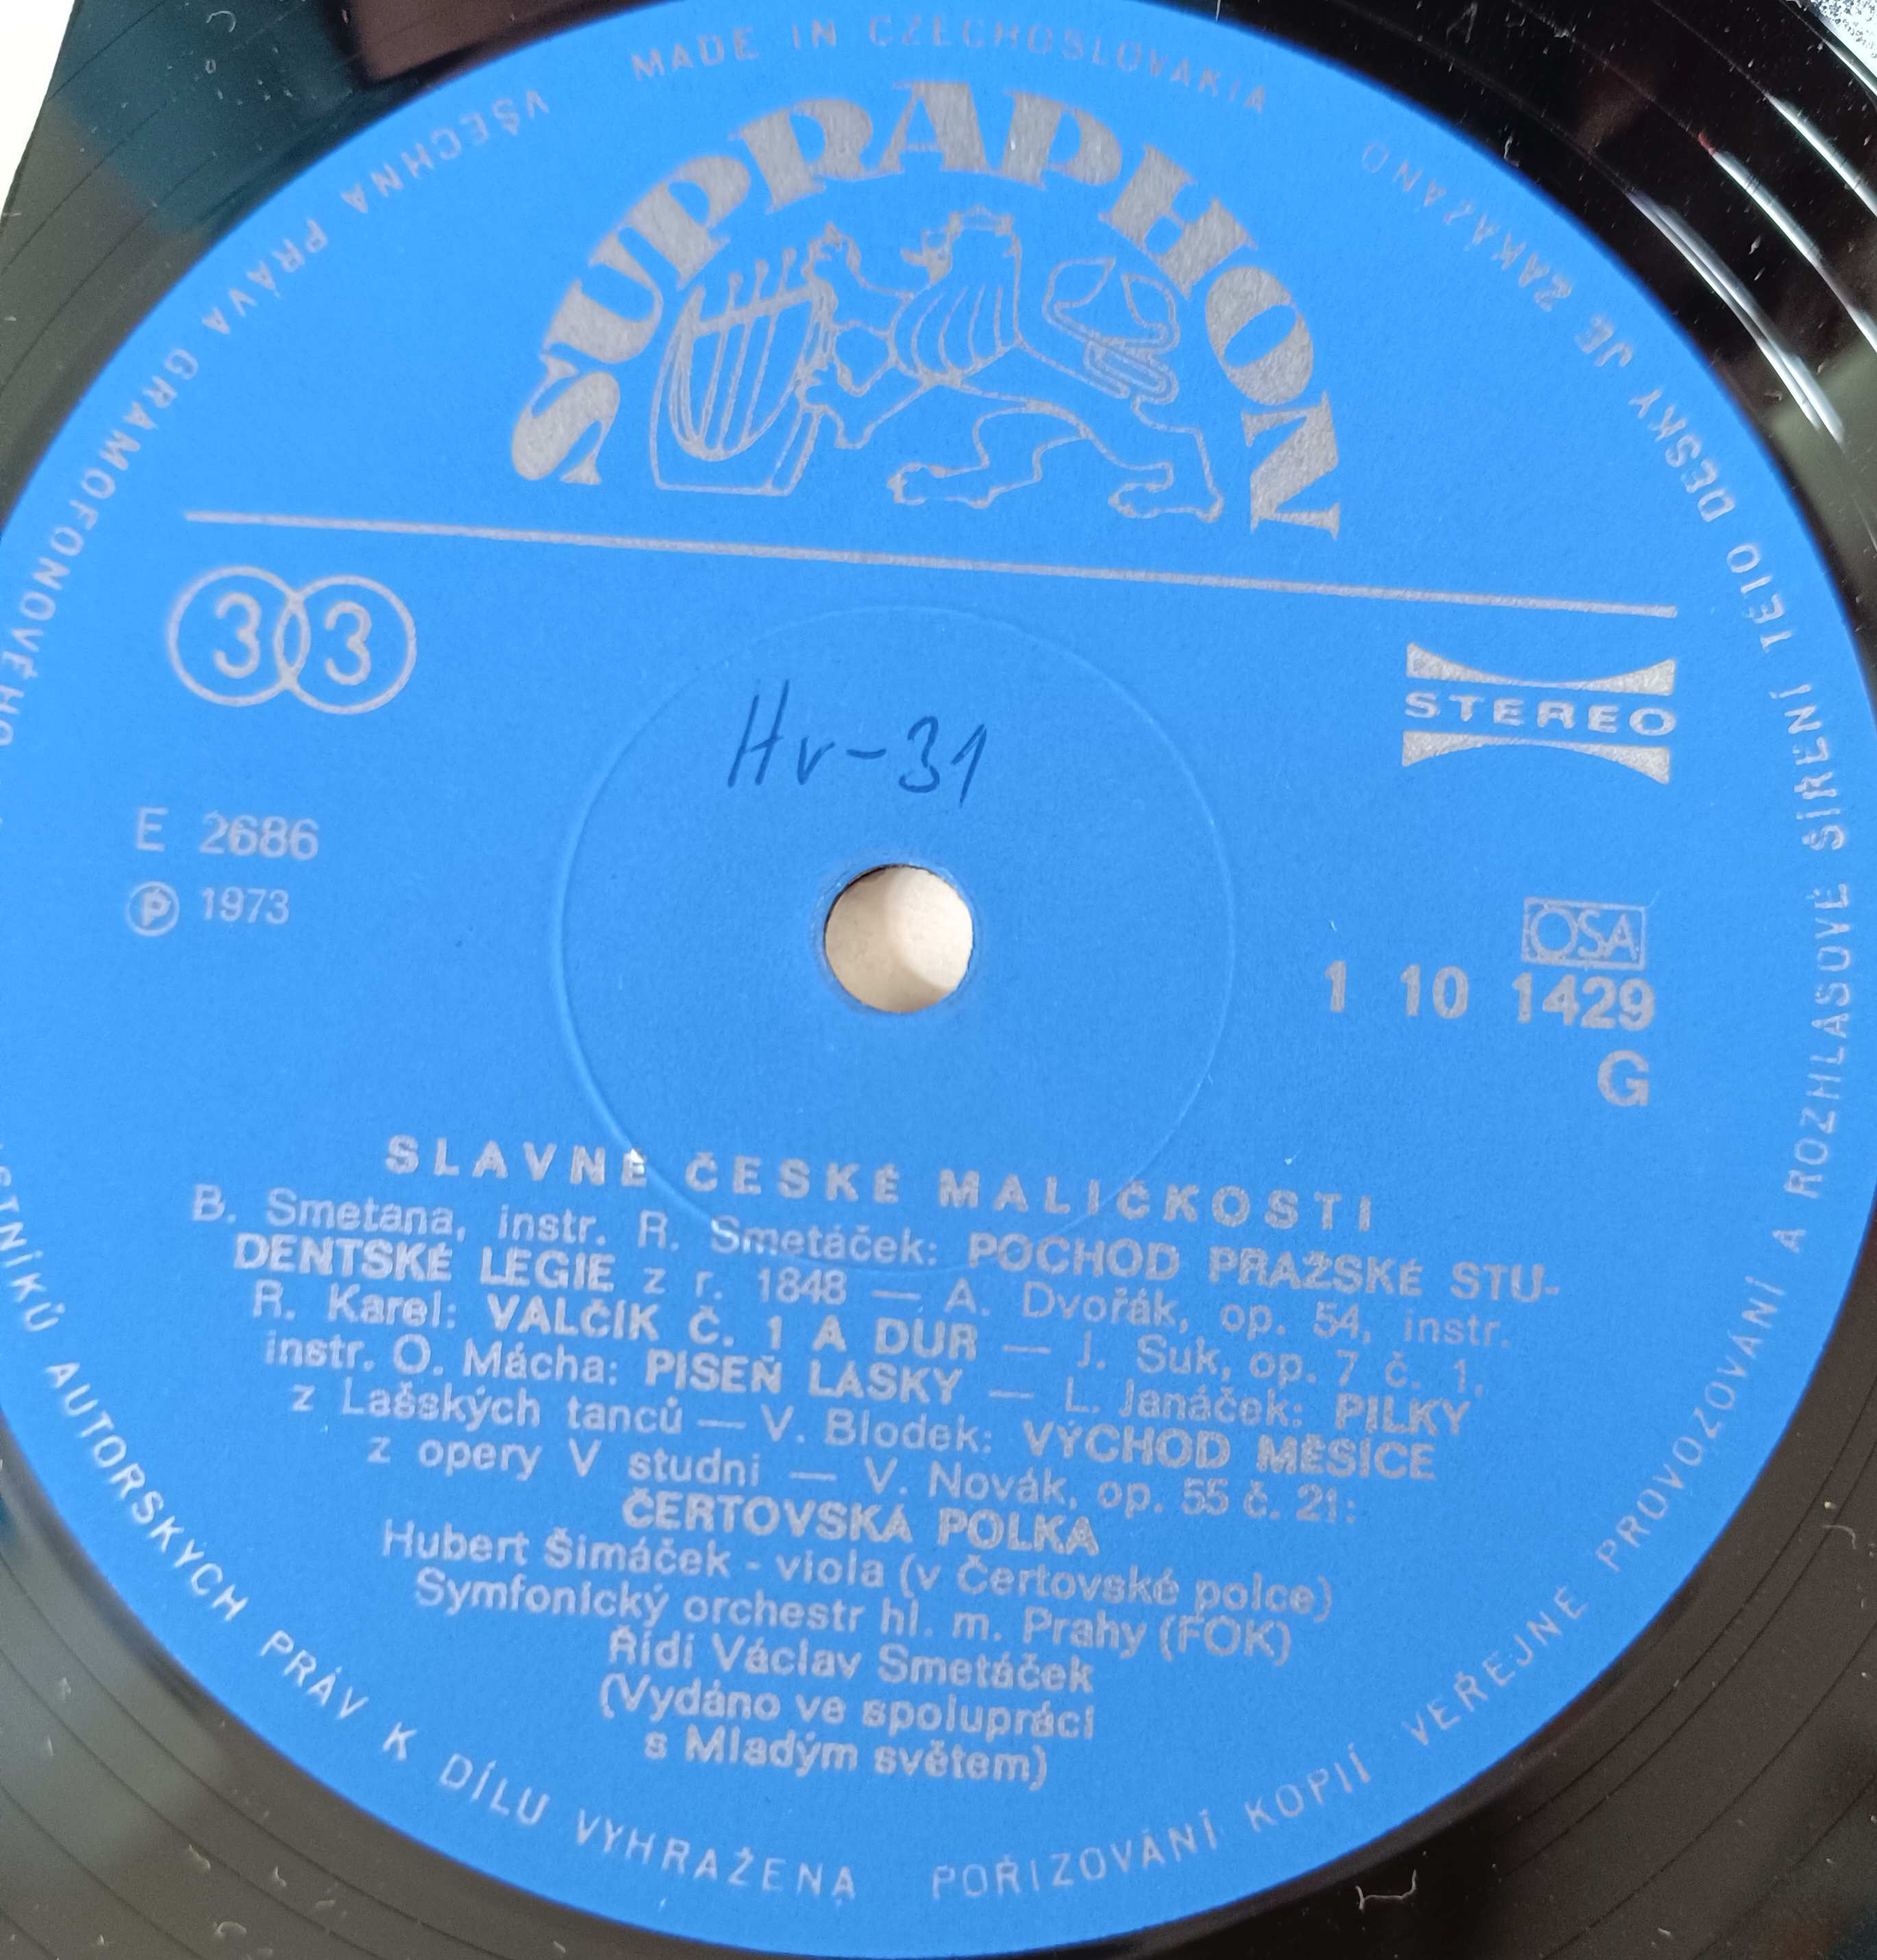 MADE IN CZECHOSLOVAKIA
SUPRAPHON
33
STEREO
Hv-31
E 2686
Ⓟ 1973
OSA
1 10 1429
G
SLAVNÉ ČESKÉ MALIČKOSTI
B. Smetana, instr. R. Smetáček: POCHOD PRAŽSKÉ STU-
DENTSKÉ LEGIE z r. 1848 — A. Dvořák, op. 54, instr.
R. Karel: VALČÍK Č. 1 A DUR — J. Suk, op. 7 č. 1,
instr. O. Mácha: PÍSEŇ LÁSKY — L. Janáček: PILKY
z Lašských tanců — V. Blodek: VÝCHOD MĚSÍCE
z opery V studni — V. Novák, op. 55 č. 21:
ČERTOVSKÁ POLKA
Hubert Šimáček - viola (v Čertovské polce)
Symfonický orchestr hl. m. Prahy (FOK)
Řídí Václav Smetáček
(Vydáno ve spolupráci
s Mladým světem)
VŠECHNA PRÁVA GRAMOFONOVÉHO
AUTORSKÝCH PRÁV K DÍLU VYHRAŽENA
POŘIZOVÁNÍ KOPIÍ VEŘEJNÉ PROVOZOVÁNÍ A ROZHLASOVÉ ŠÍŘENÍ TÉTO DESKY JE ZAKÁZÁNO